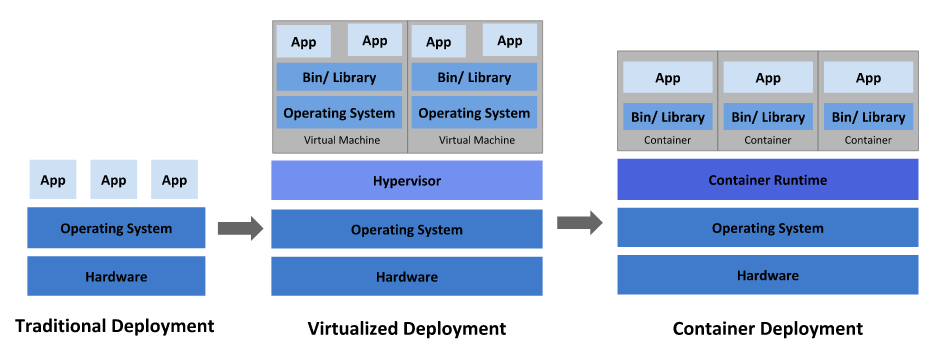 App
App
App
Operating System
Hardware
Traditional Deployment
App
App
Bin/ Library
Operating System
Virtual Machine
App
App
Bin/ Library
Operating System
Virtual Machine
Hypervisor
Operating System
Hardware
Virtualized Deployment
App
Bin/ Library
Container
App
Bin/ Library
Container
App
Bin/ Library
Container
Container Runtime
Operating System
Hardware
Container Deployment